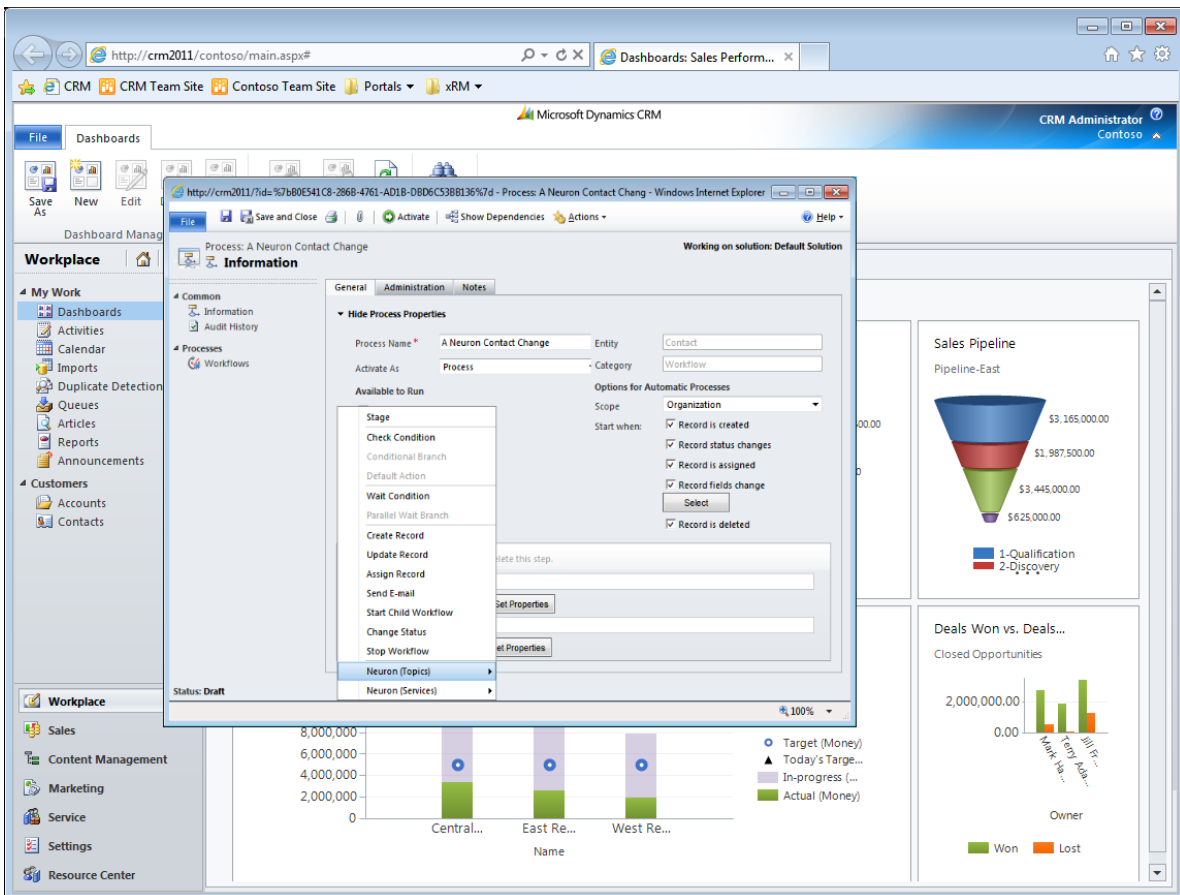 http://crm2011/contoso/main.aspx#
Dashboards: Sales Perform...
CRM
CRM Team Site
Contoso Team Site
Portals
xRM
Microsoft Dynamics CRM
CRM Administrator
Contoso
File
Dashboards
Save As
New
Edit
Dashboard Manag
Workplace
My Work
Dashboards
Activities
Calendar
Imports
Duplicate Detection
Queues
Articles
Reports
Announcements
Customers
Accounts
Contacts
Workplace
Sales
Content Management
Marketing
Service
Settings
Resource Center
http://crm2011/?id=%7bB0E541C8-286B-4761-AD1B-DBD6C53BB136%7d - Process: A Neuron Contact Chang - Windows Internet Explorer
File
Save and Close
Activate
Show Dependencies
Actions
Help
Process: A Neuron Contact Change
Information
Working on solution: Default Solution
Common
Information
Audit History
Processes
Workflows
General
Administration
Notes
Hide Process Properties
Process Name*
A Neuron Contact Change
Activate As
Process
Available to Run
Entity
Contact
Category
Workflow
Options for Automatic Processes
Scope
Organization
Start when:
Record is created
Record status changes
Record is assigned
Record fields change
Select
Record is deleted
Stage
Check Condition
Conditional Branch
Default Action
Wait Condition
Parallel Wait Branch
Create Record
Update Record
Assign Record
Send E-mail
Start Child Workflow
Change Status
Stop Workflow
Neuron (Topics)
Neuron (Services)
elete this step.
Set Properties
et Properties
Status: Draft
100%
00.00
Sales Pipeline
Pipeline-East
$3,165,000.00
$1,987,500.00
$3,445,000.00
$625,000.00
1-Qualification
2-Discovery
Deals Won vs. Deals...
Closed Opportunities
2,000,000.00
0.00
Mark Ha...
Terry Ada...
Jill Fr...
Owner
Won
Lost
8,000,000
6,000,000
4,000,000
2,000,000
0
Central...
East Re...
West Re...
Name
Target (Money)
Today's Targe...
In-progress (...
Actual (Money)